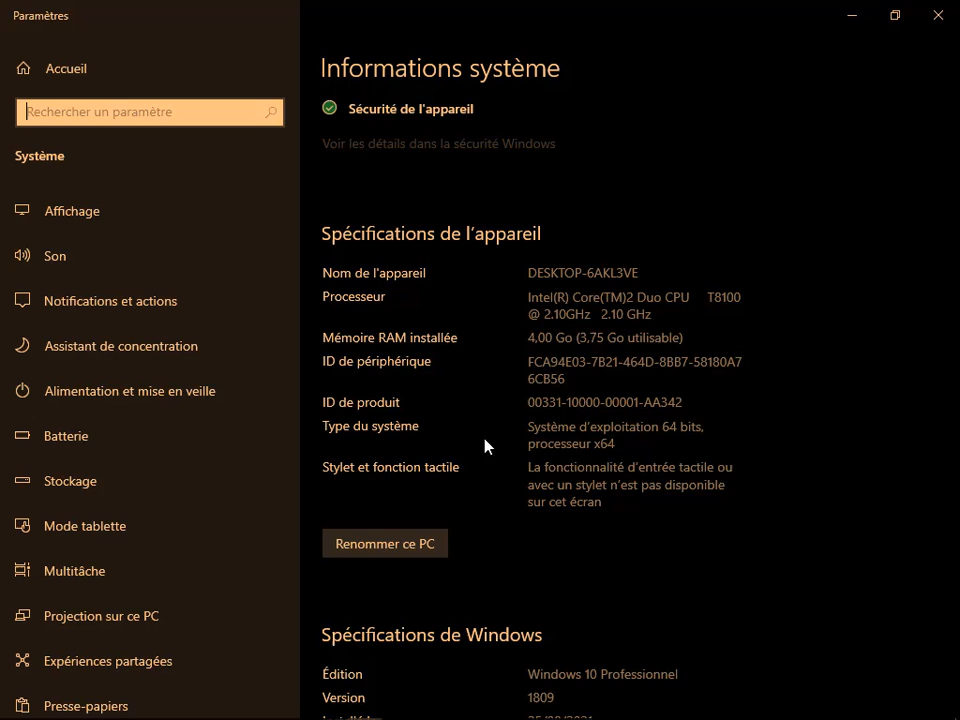 Paramètres
Accueil
Rechercher un paramètre
Système
Affichage
Son
Notifications et actions
Assistant de concentration
Alimentation et mise en veille
Batterie
Stockage
Mode tablette
Multitâche
Projection sur ce PC
Expériences partagées
Presse-papiers
Informations système
Sécurité de l'appareil
Voir les détails dans la sécurité Windows
Spécifications de l'appareil
Nom de l'appareil DESKTOP-6AKL3VE
Processeur Intel(R) Core(TM)2 Duo CPU T8100
@ 2.10GHz 2.10 GHz
Mémoire RAM installée 4,00 Go (3,75 Go utilisable)
ID de périphérique FCA94E03-7B21-464D-8BB7-58180A7
6CB56
ID de produit 00331-10000-00001-AA342
Type du système Système d'exploitation 64 bits,
processeur x64
Stylet et fonction tactile La fonctionnalité d'entrée tactile ou
avec un stylet n'est pas disponible
sur cet écran
Renommer ce PC
Spécifications de Windows
Édition Windows 10 Professionnel
Version 1809